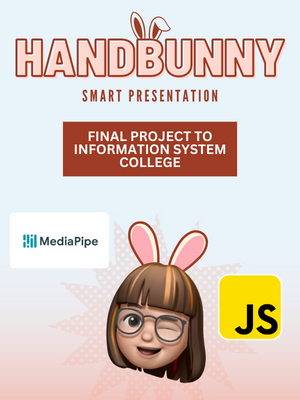 HANDBUNNY
SMART PRESENTATION
FINAL PROJECT TO
INFORMATION SYSTEM
COLLEGE
MediaPipe
JS